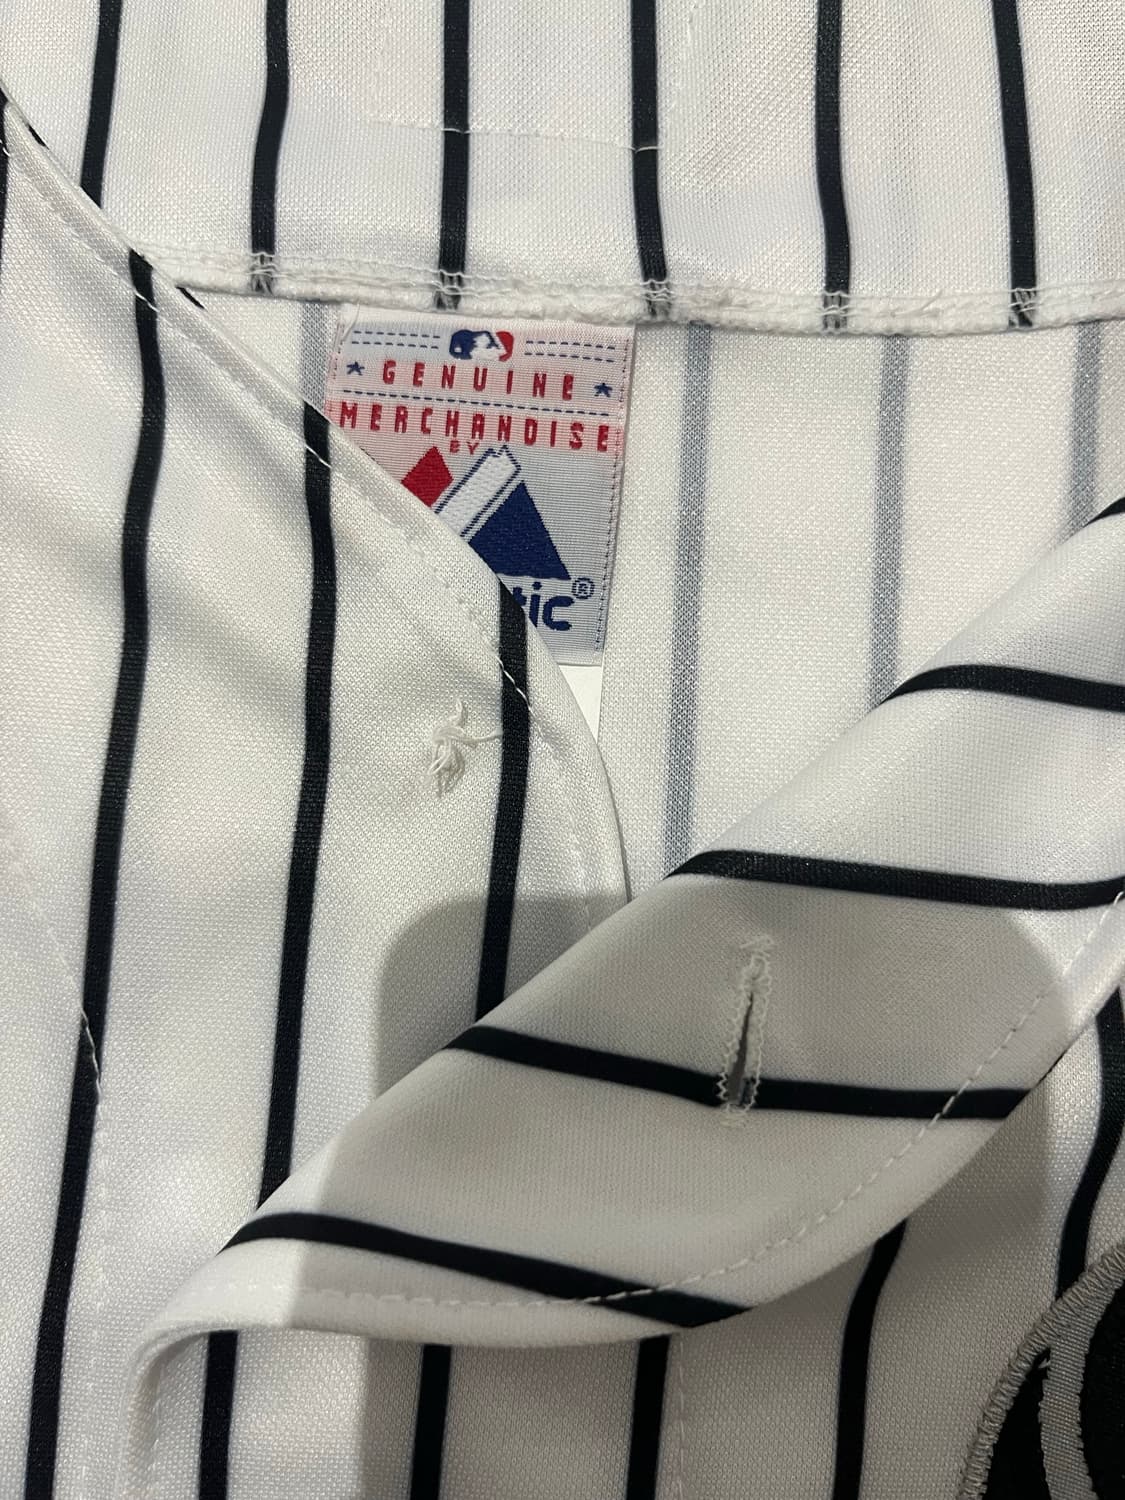 GENUINE
MERCHANDISE
BY
tic®